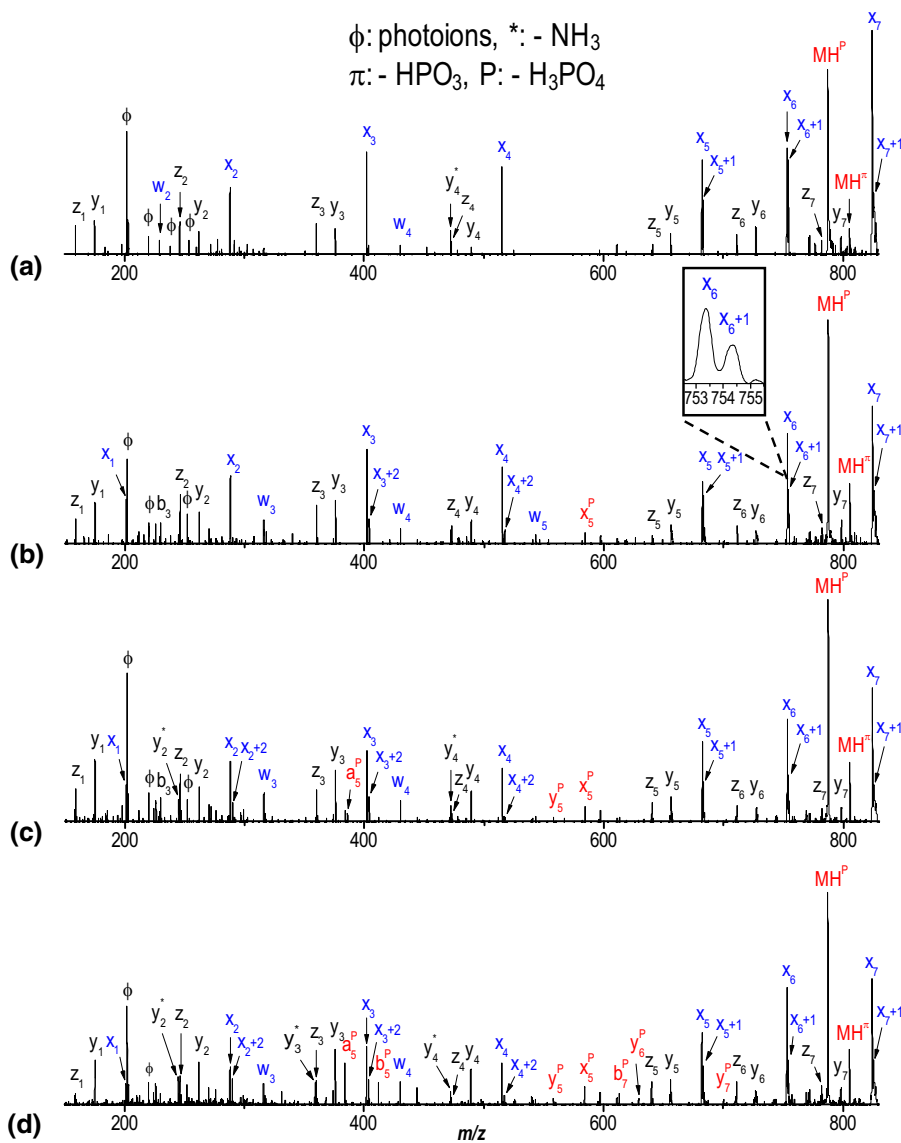 ϕ: photoions, *: - NH₃
π: - HPO₃, P: - H₃PO₄
z₁ y₁ ϕ ϕ w₂ ϕ z₂ ϕ y₂ x₂ z₃ y₃ x₃ w₄ y₄* z₄ y₄ x₄ z₅ y₅ x₅ x₅+1 z₆ y₆ x₆ x₆+1 MHᴾ z₇ y₇ MH^π x₇ x₇+1
(a)
200 400 600 800
x₆
x₆+1
753 754 755
z₁ y₁ x₁ ϕ ϕ b₃ z₂ ϕ y₂ x₂ w₃ z₃ y₃ x₃ x₃+2 w₄ z₄ y₄ x₄ x₄+2 w₅ x₅ᴾ z₅ y₅ x₅ x₅+1 z₆ y₆ x₆ x₆+1 z₇ MHᴾ y₇ MH^π x₇ x₇+1
(b)
200 400 600 800
z₁ y₁ x₁ ϕ ϕ y₂* b₃ z₂ ϕ y₂ x₂ x₂+2 w₃ z₃ y₃ a₅ᴾ x₃ x₃+2 w₄ y₄* z₄ y₄ x₄ x₄+2 y₅ᴾ x₅ᴾ z₅ y₅ x₅ x₅+1 z₆ y₆ x₆ x₆+1 z₇ MHᴾ y₇ MH^π x₇ x₇+1
(c)
200 400 600 800
z₁ y₁ x₁ ϕ ϕ y₂* z₂ y₂ x₂ x₂+2 w₃ y₃* z₃ y₃ a₅ᴾ x₃ x₃+2 b₅ᴾ w₄ y₄* z₄ y₄ x₄ x₄+2 y₅ᴾ x₅ᴾ b₇ᴾ y₆ᴾ z₅ y₅ x₅ x₅+1 y₇ᴾ z₆ y₆ x₆ x₆+1 z₇ MHᴾ y₇ MH^π x₇ x₇+1
(d)
200 400 600 800
m/z